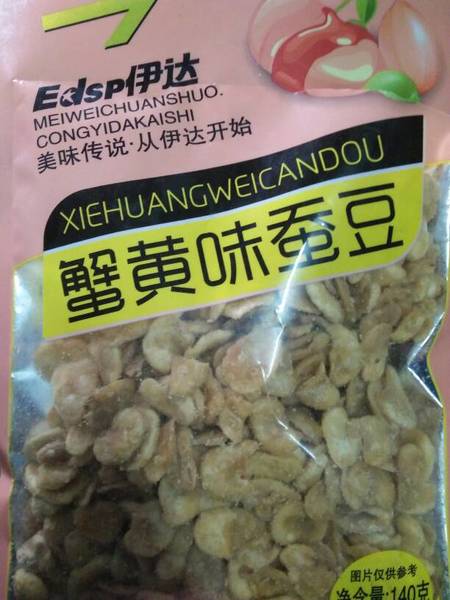 Edsp伊达
MEIWEICHUANSHUO.
CONGYIDAKAISHI
美味传说·从伊达开始
XIEHUANGWEICANDOU
蟹黄味蚕豆
图片仅供参考
净含量:140克